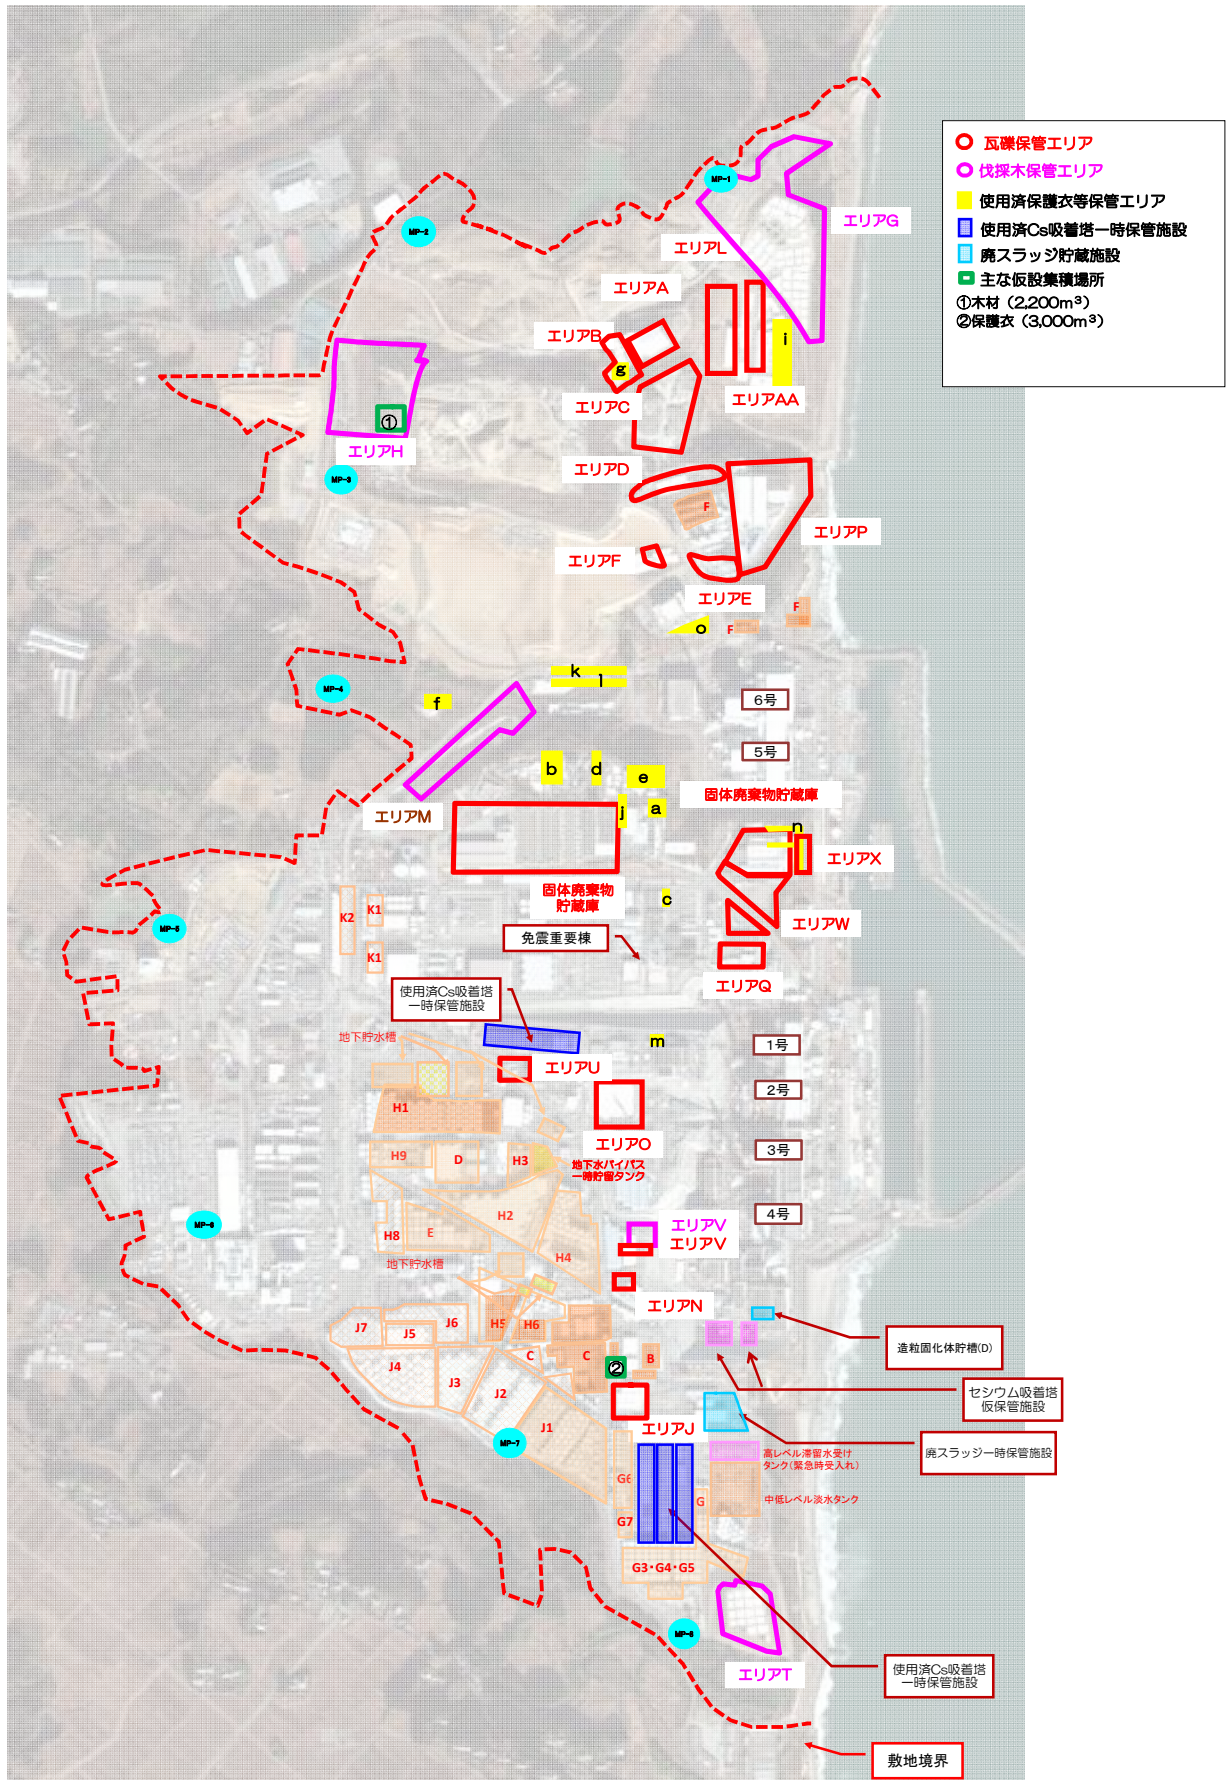 瓦礫保管エリア
伐採木保管エリア
使用済保護衣等保管エリア
使用済Cs吸着塔一時保管施設
廃スラッジ貯蔵施設
主な仮設集積場所
①木材（2,200m³）
②保護衣（3,000m³）
MP-1
MP-2
エリアG
エリアL
エリアA
エリアB
i
g
エリアC
エリアAA
①
エリアH
エリアD
MP-3
F
エリアP
エリアF
エリアE
F
o
F
k
l
MP-4
f
6号
5号
b
d
e
固体廃棄物貯蔵庫
j
a
エリアM
n
エリアX
固体廃棄物
貯蔵庫
c
K2
K1
エリアW
MP-5
免震重要棟
K1
エリアQ
使用済Cs吸着塔
一時保管施設
地下貯水槽
m
1号
エリアU
2号
H1
エリアO
3号
H9
D
H3
地下水バイパス
一時貯留タンク
H2
4号
MP-6
エリアV
H8
E
エリアV
H4
地下貯水槽
エリアN
J7
J5
J6
H5
H6
造粒固化体貯槽(D)
J4
C
C
B
②
J3
J2
セシウム吸着塔
仮保管施設
J1
エリアJ
MP-7
廃スラッジ一時保管施設
高レベル滞留水受け
タンク(緊急時受入れ)
G6
G
中低レベル淡水タンク
G7
G3・G4・G5
MP-8
エリアT
使用済Cs吸着塔
一時保管施設
敷地境界